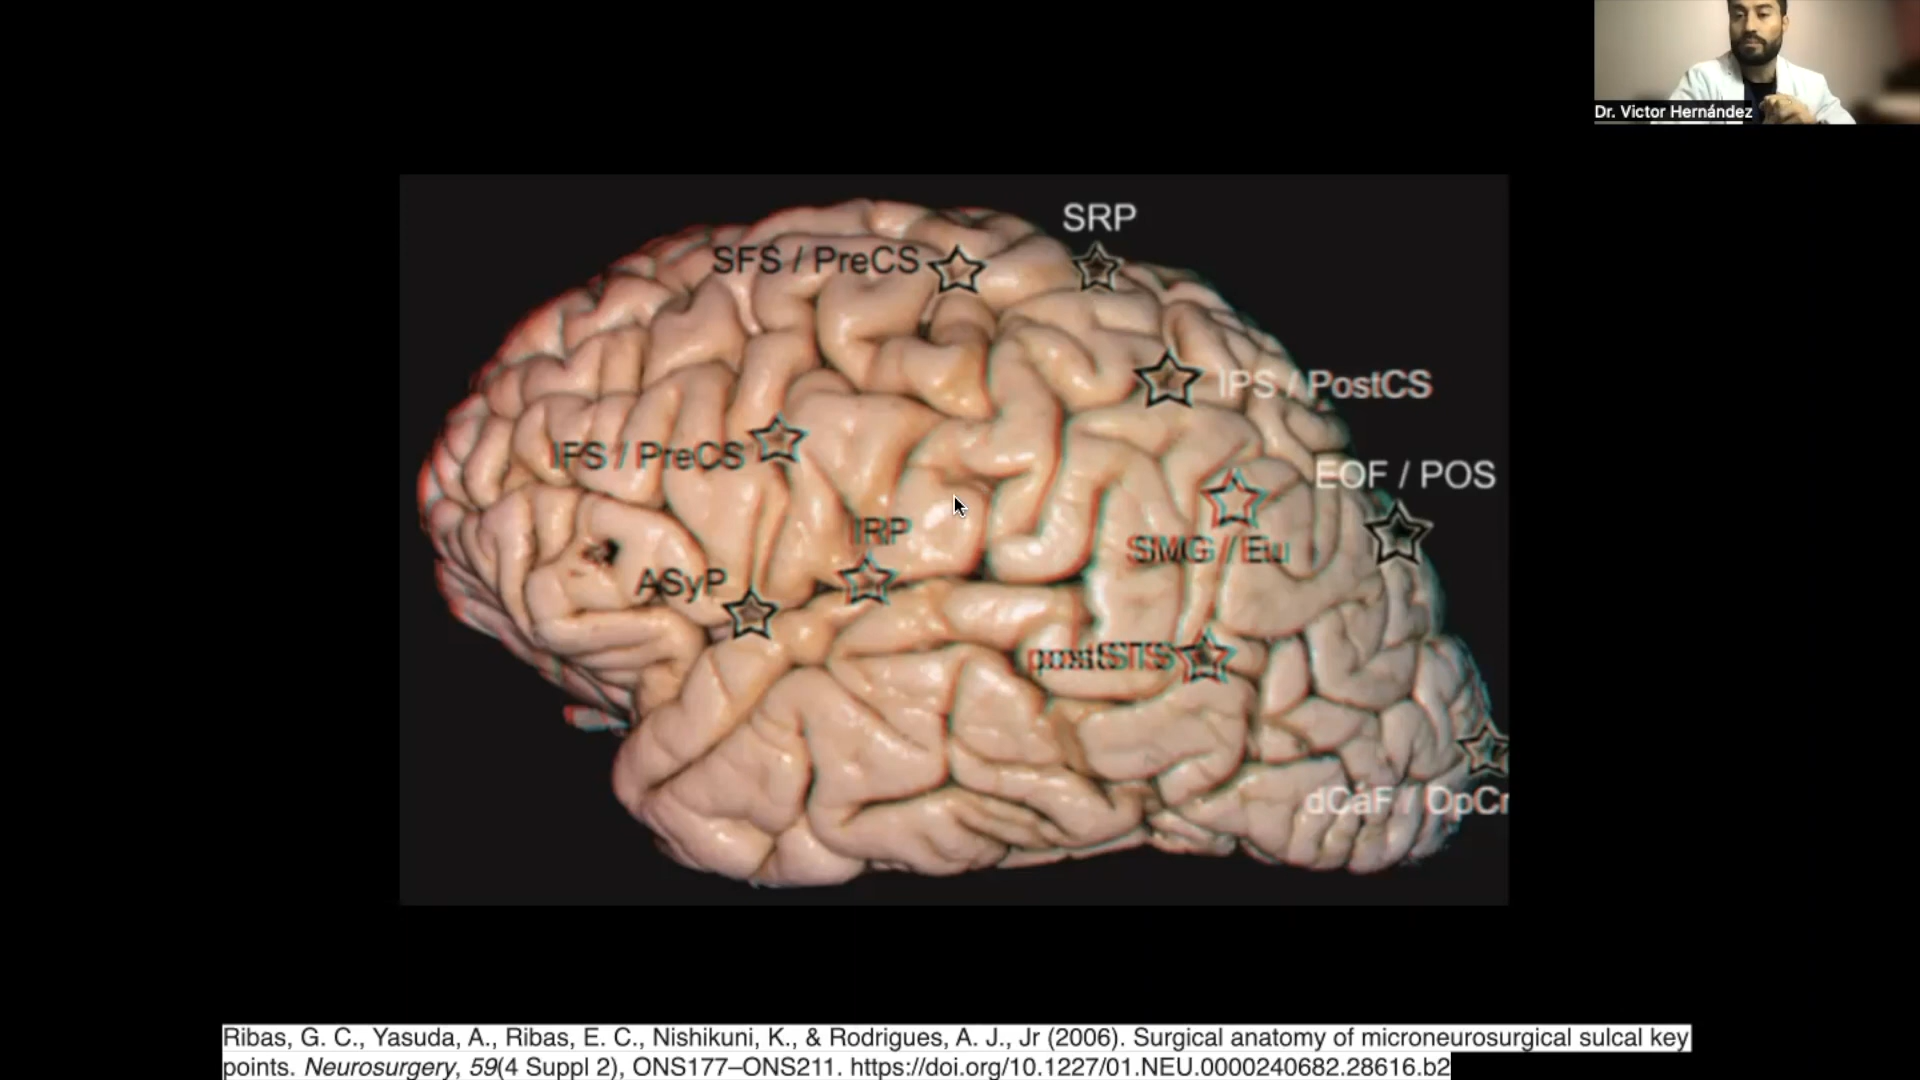 Dr. Victor Hernández
SRP
SFS / PreCS
IPS / PostCS
IFS / PreCS
EOF / POS
IRP
SMG / Eu
ASyP
postSTS
dCaF / OpCr
Ribas, G. C., Yasuda, A., Ribas, E. C., Nishikuni, K., & Rodrigues, A. J., Jr (2006). Surgical anatomy of microneurosurgical sulcal key
points. Neurosurgery, 59(4 Suppl 2), ONS177–ONS211. https://doi.org/10.1227/01.NEU.0000240682.28616.b2